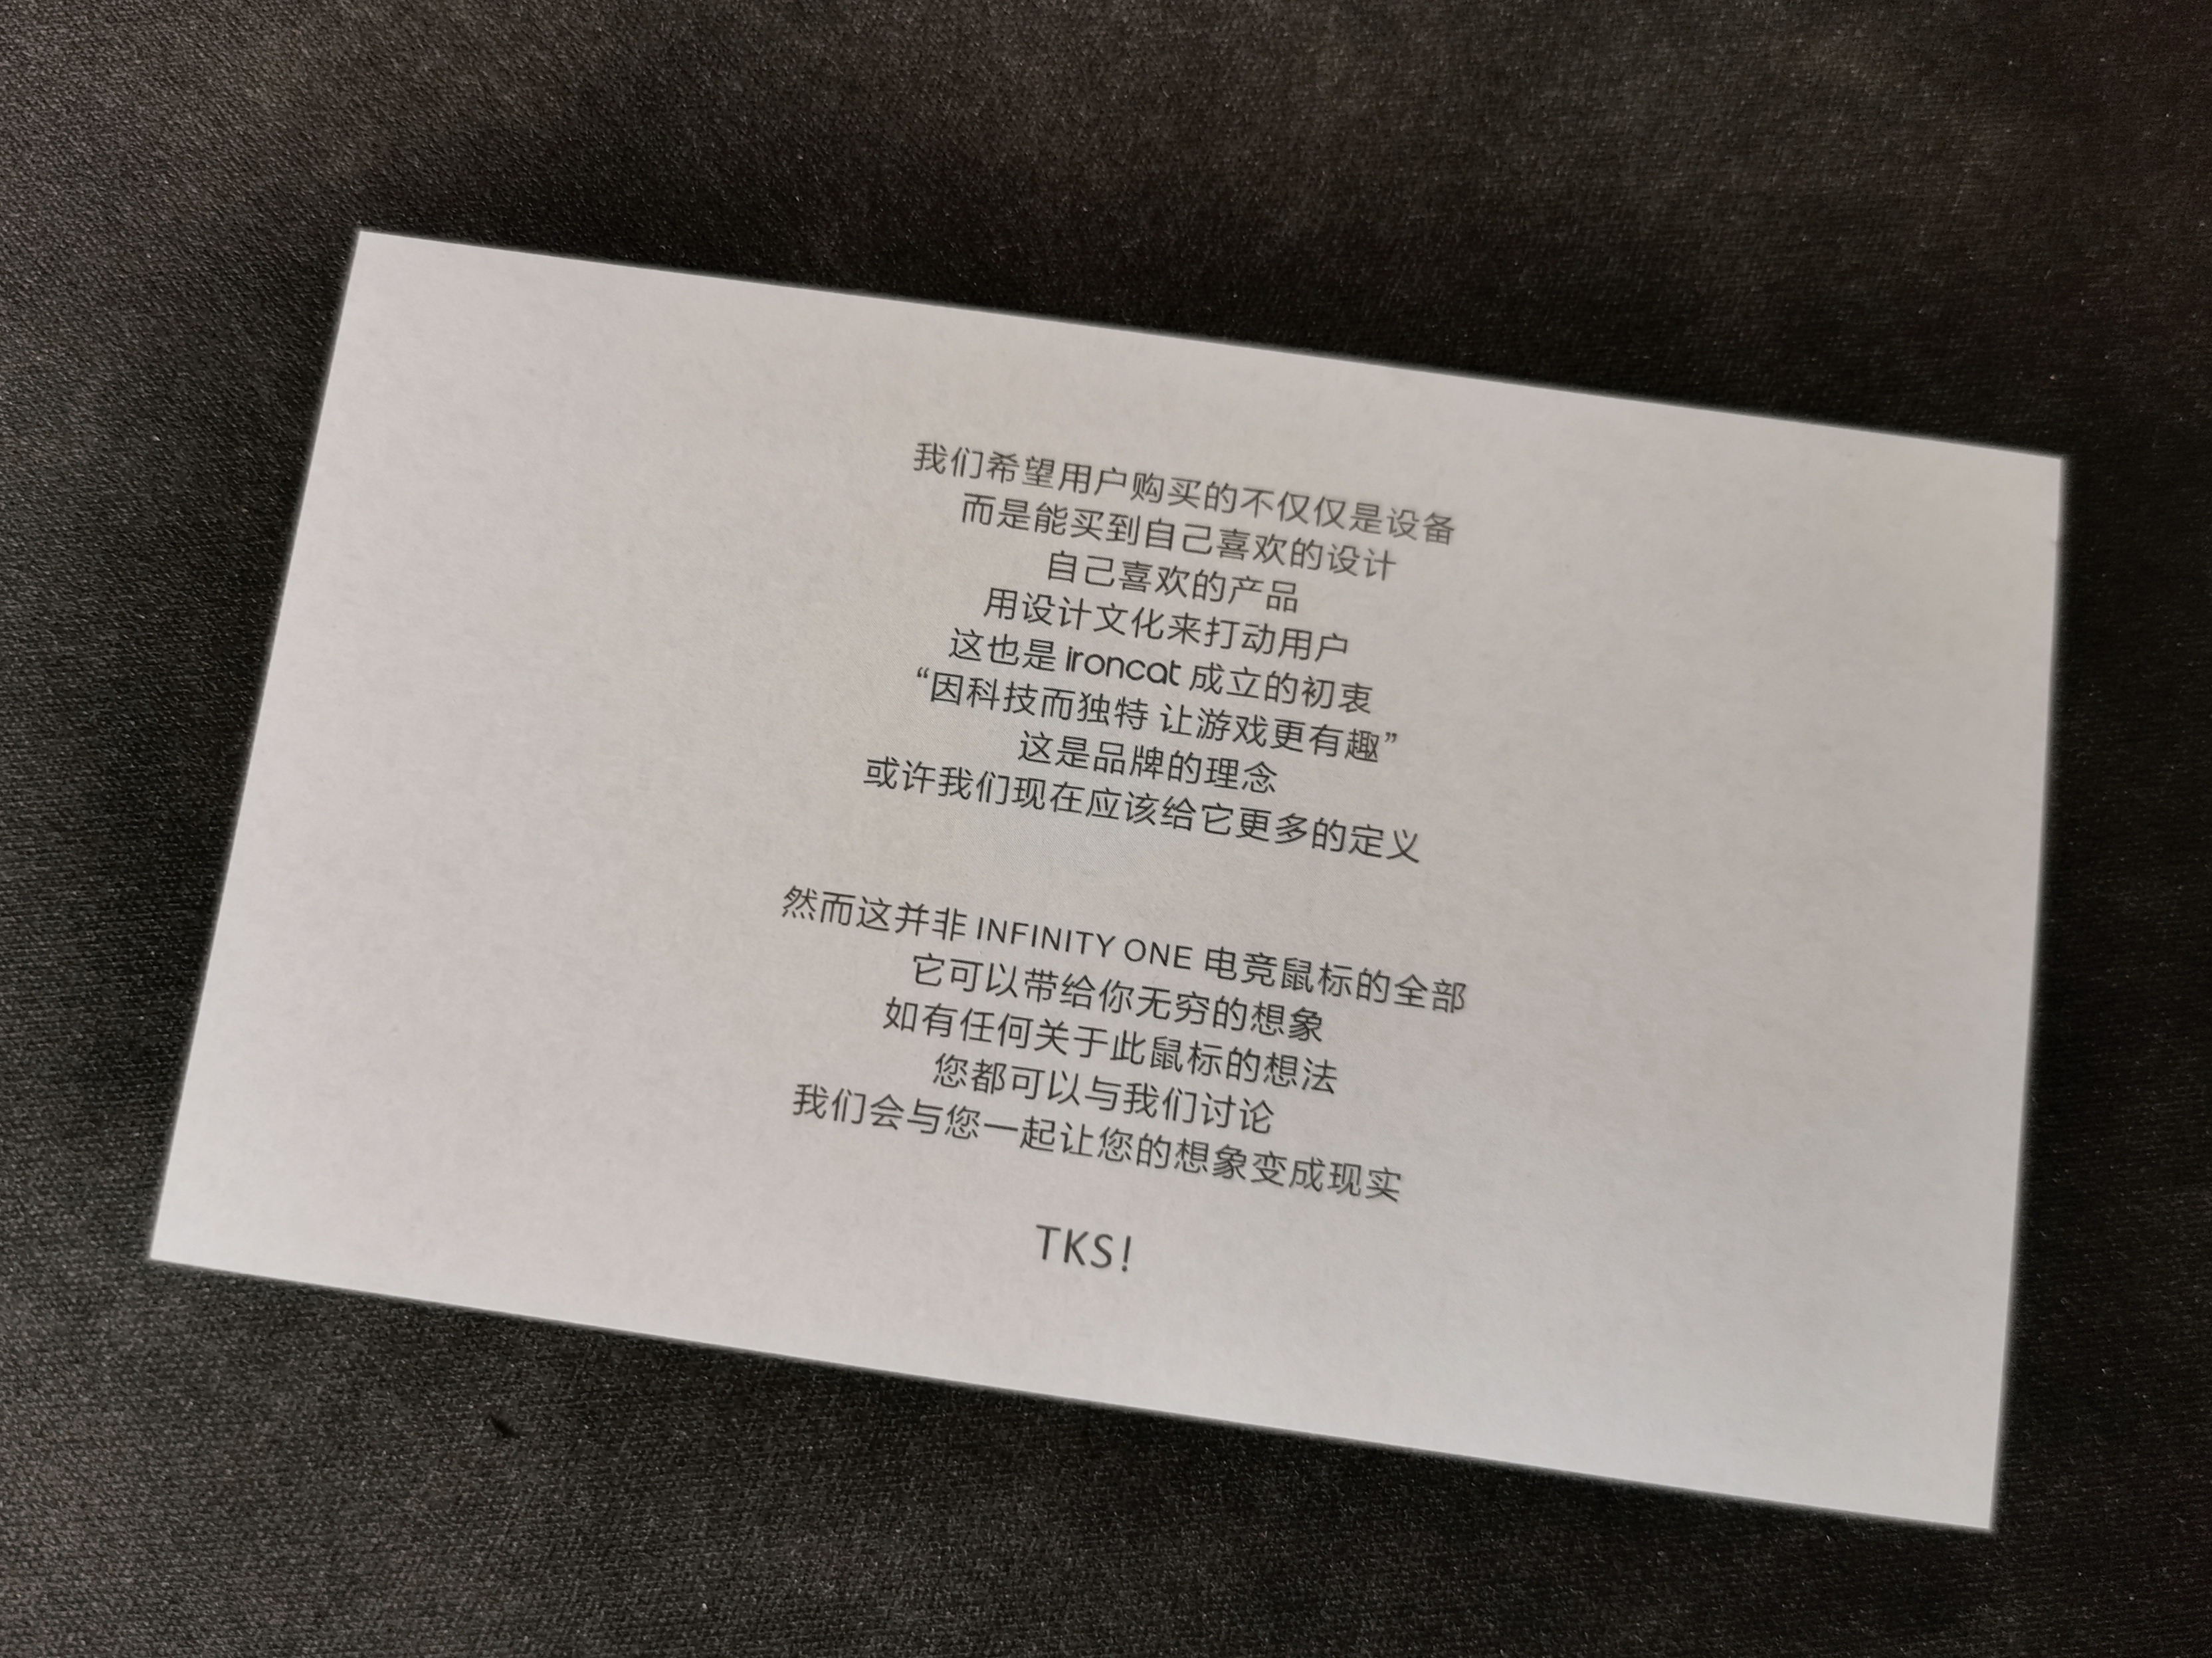 我们希望用户购买的不仅仅是设备
而是能买到自己喜欢的设计
自己喜欢的产品
用设计文化来打动用户
这也是 ironcat 成立的初衷
“因科技而独特 让游戏更有趣”
这是品牌的理念
或许我们现在应该给它更多的定义
然而这并非 INFINITY ONE 电竞鼠标的全部
它可以带给你无穷的想象
如有任何关于此鼠标的想法
您都可以与我们讨论
我们会与您一起让您的想象变成现实
TKS!